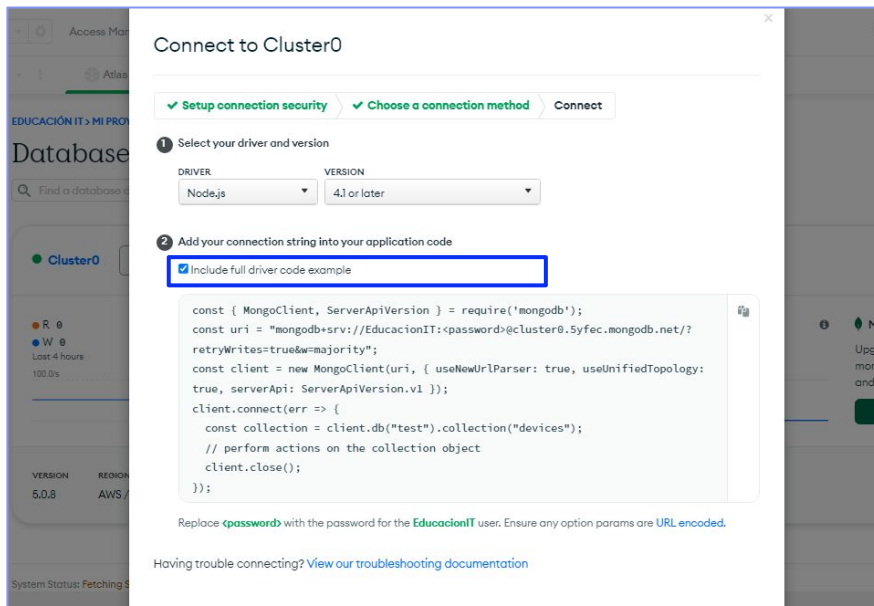 Access Man
Atlas
EDUCACIÓN IT > MI PROY
Database
Find a database d
Cluster0
R 0
W 0
Last 4 hours
100.0/s
VERSION
REGION
5.0.8
AWS /
System Status: Fetching S
Connect to Cluster0
Setup connection security
Choose a connection method
Connect
1 Select your driver and version
DRIVER
VERSION
Node.js
4.1 or later
2 Add your connection string into your application code
Include full driver code example
const { MongoClient, ServerApiVersion } = require('mongodb');
const uri = "mongodb+srv://EducacionIT:<password>@cluster0.5yfec.mongodb.net/?
retryWrites=true&w=majority";
const client = new MongoClient(uri, { useNewUrlParser: true, useUnifiedTopology:
true, serverApi: ServerApiVersion.v1 });
client.connect(err => {
const collection = client.db("test").collection("devices");
// perform actions on the collection object
client.close();
});
Replace <password> with the password for the EducacionIT user. Ensure any option params are URL encoded.
Having trouble connecting? View our troubleshooting documentation
M
Upg
mor
and